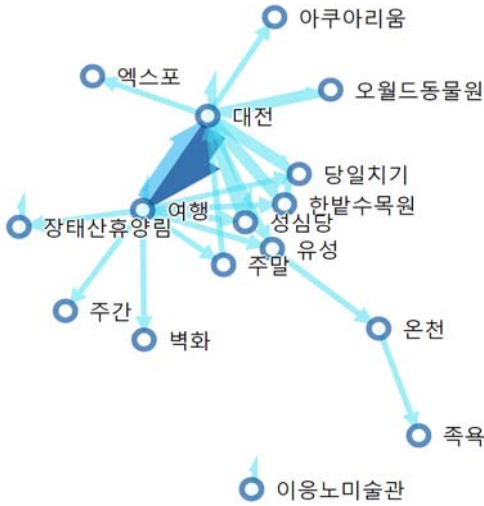 아쿠아리움
엑스포
오월드동물원
대전
당일치기
한밭수목원
여행
성심당
장태산휴양림
유성
주말
주간
온천
벽화
족욕
이응노미술관